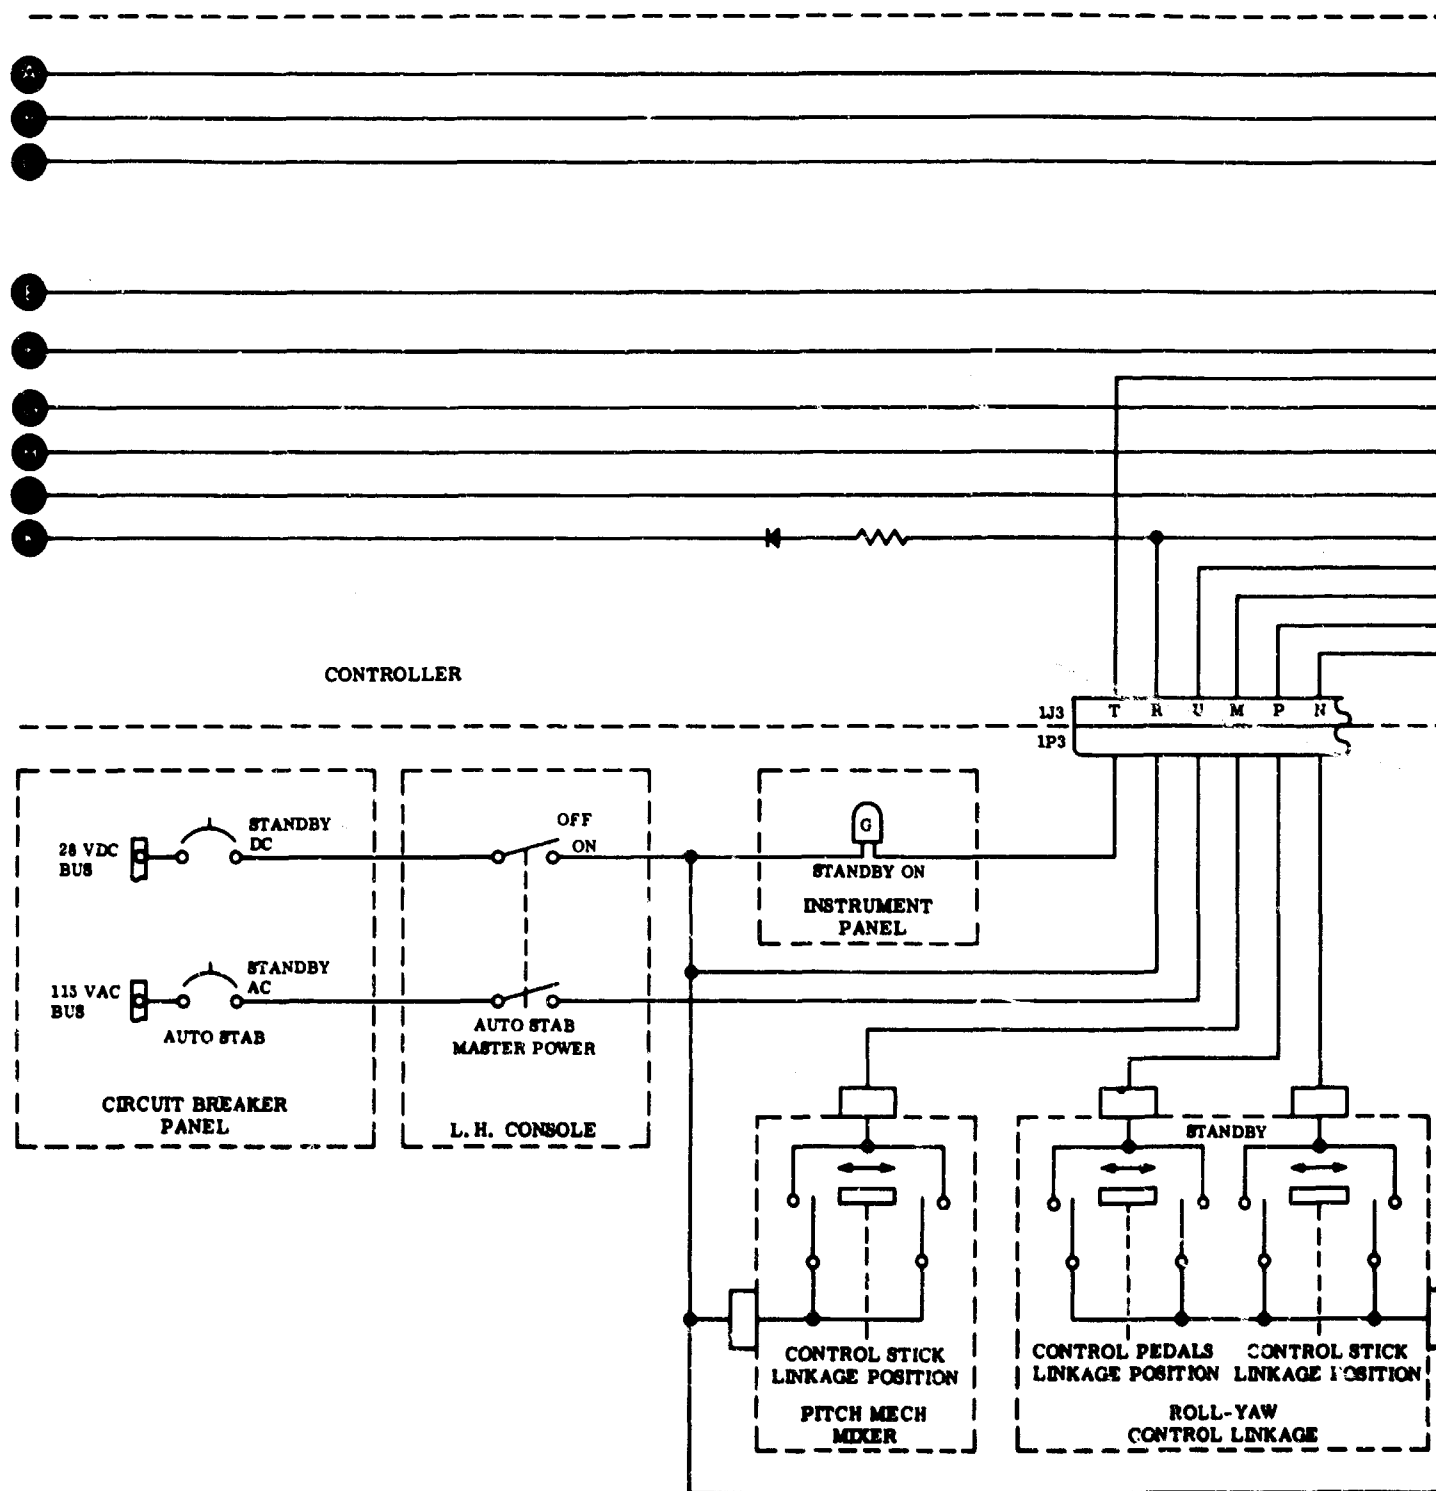 CONTROLLER
1J3 T R U M P N
1P3
28 VDC
BUS
STANDBY
DC
OFF
ON
G
STANDBY ON
INSTRUMENT
PANEL
115 VAC
BUS
STANDBY
AC
AUTO STAB
AUTO STAB
MASTER POWER
CIRCUIT BREAKER
PANEL
L.H. CONSOLE
STANDBY
CONTROL STICK
LINKAGE POSITION
PITCH MECH
MIXER
CONTROL PEDALS
LINKAGE POSITION
CONTROL STICK
LINKAGE POSITION
ROLL-YAW
CONTROL LINKAGE